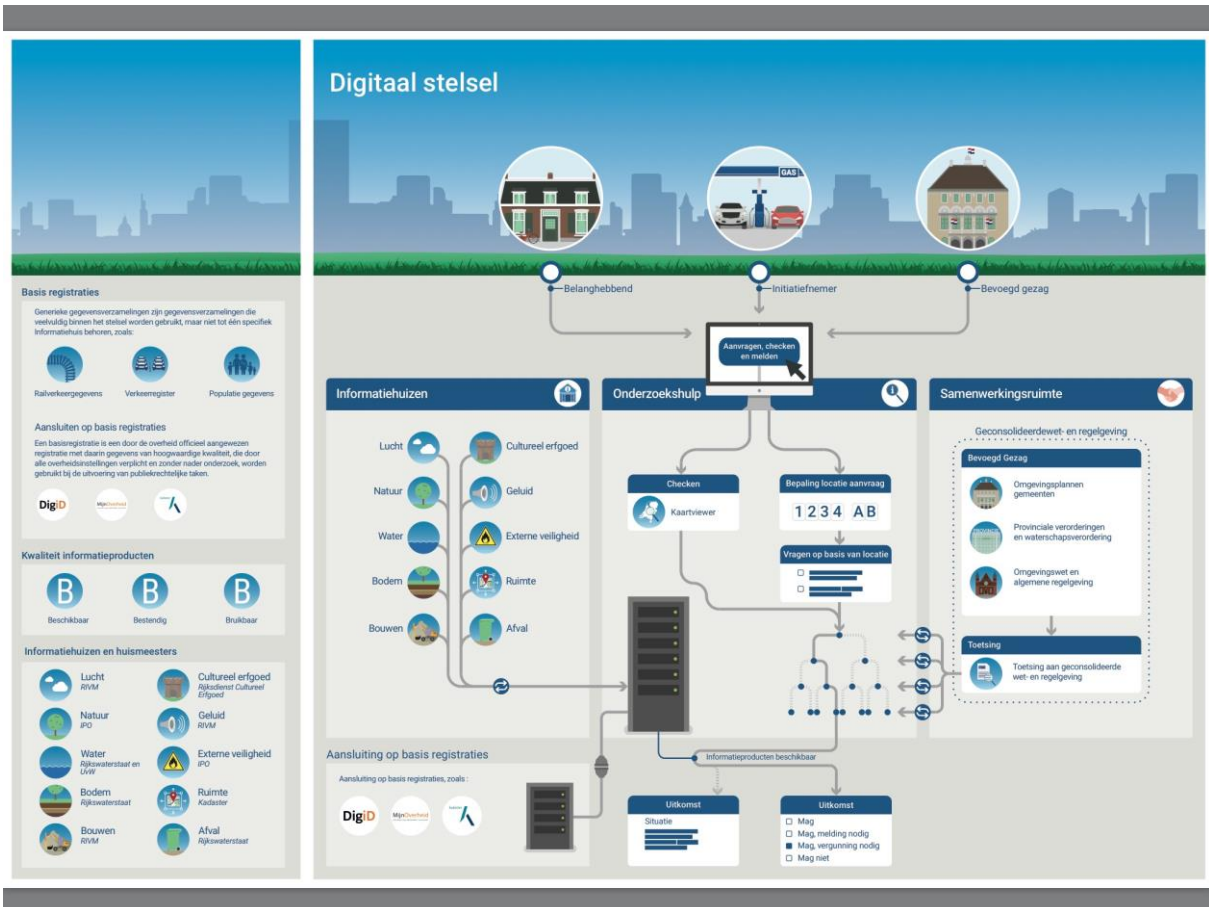 Digitaal stelsel
GAS
Belanghebbend
Initiatiefnemer
Bevoegd gezag
Basis registraties
Generieke gegevensverzamelingen zijn gegevensverzamelingen die
veelvuldig binnen het stelsel worden gebruikt, maar niet tot één specifiek
Informatiehuis behoren, zoals:
Railverkeergegevens
Verkeerregister
Populatie gegevens
Aansluiten op basis registraties
Een basisregistratie is een door de overheid officieel aangewezen
registratie met daarin gegevens van hoogwaardige kwaliteit, die door
alle overheidsinstellingen verplicht en zonder nader onderzoek, worden
gebruikt bij de uitvoering van publiekrechtelijke taken.
DigiD
MijnOverheid
Kwaliteit informatieproducten
B
B
B
Beschikbaar
Bestendig
Bruikbaar
Informatiehuizen en huismeesters
Lucht
RIVM
Cultureel erfgoed
Rijksdienst Cultureel
Erfgoed
Natuur
IPO
Geluid
RIVM
Water
Rijkswaterstaat en
UvW
Externe veiligheid
IPO
Bodem
Rijkswaterstaat
Ruimte
Kadaster
Bouwen
RIVM
Afval
Rijkswaterstaat
Aanvragen, checken
en melden
Informatiehuizen
Lucht
Cultureel erfgoed
Natuur
Geluid
Water
Externe veiligheid
Bodem
Ruimte
Bouwen
Afval
Aansluiting op basis registraties
Aansluiting op basis registraties, zoals :
DigiD
MijnOverheid
Onderzoekshulp
Checken
Kaartviewer
Bepaling locatie aanvraag
1234 AB
Vragen op basis van locatie
Informatieproducten beschikbaar
Uitkomst
Situatie
Uitkomst
Mag
Mag, melding nodig
Mag, vergunning nodig
Mag niet
Samenwerkingsruimte
Geconsolideerdewet- en regelgeving
Bevoegd Gezag
Omgevingsplannen
gemeenten
Provinciale verordeningen
en waterschapsverordening
Omgevingswet en
algemene regelgeving
Toetsing
Toetsing aan geconsolideerde
wet- en regelgeving